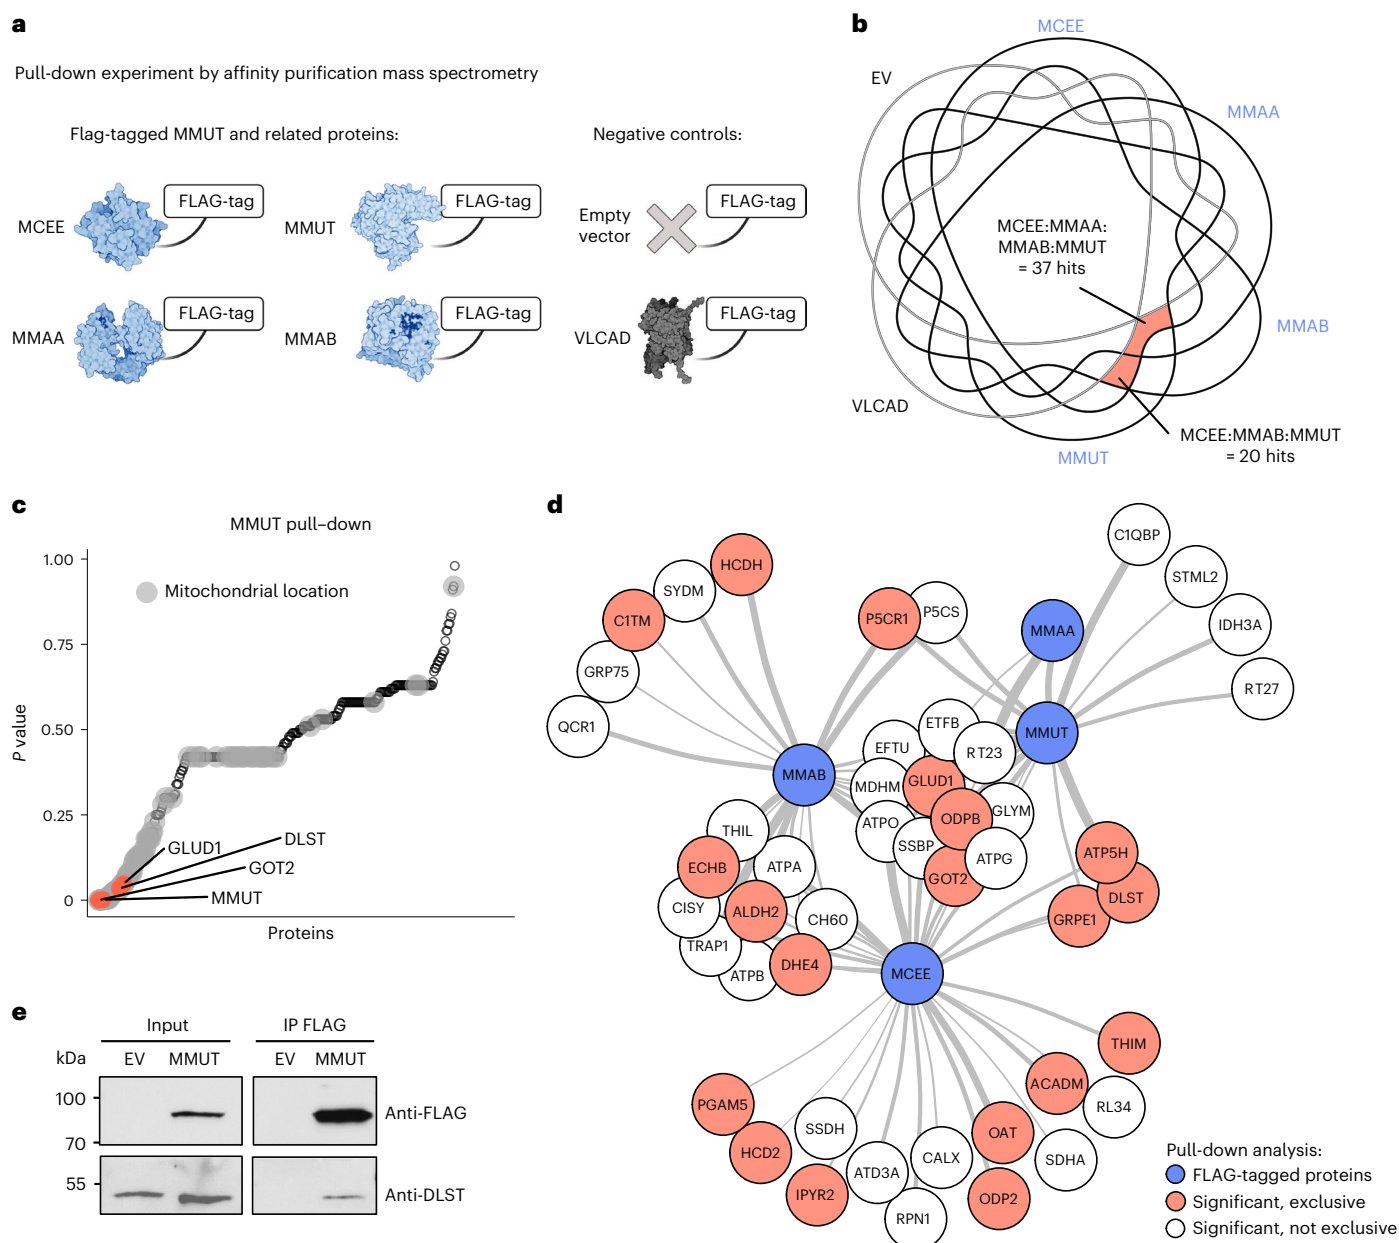 a
Pull-down experiment by affinity purification mass spectrometry
Flag-tagged MMUT and related proteins:
Negative controls:
MCEE
FLAG-tag
MMUT
FLAG-tag
Empty
vector
FLAG-tag
MMAA
FLAG-tag
MMAB
FLAG-tag
VLCAD
FLAG-tag
b
MCEE
EV
MMAA
MCEE:MMAA:
MMAB:MMUT
= 37 hits
MMAB
VLCAD
MCEE:MMAB:MMUT
= 20 hits
MMUT
c
MMUT pull–down
1.00
0.75
0.50
0.25
0
P value
Mitochondrial location
GLUD1
DLST
GOT2
MMUT
Proteins
d
C1QBP
HCDH
STML2
SYDM
C1TM
P5CR1
P5CS
MMAA
IDH3A
GRP75
RT27
QCR1
ETFB
MMUT
EFTU
RT23
MMAB
MDHM
GLUD1
ODPB
GLYM
ATPO
THIL
SSBP
ATPG
ATP5H
ECHB
ATPA
GOT2
DLST
CISY
ALDH2
CH60
GRPE1
TRAP1
DHE4
ATPB
MCEE
THIM
ACADM
PGAM5
RL34
SSDH
OAT
HCD2
CALX
SDHA
ATD3A
IPYR2
ODP2
RPN1
Pull-down analysis:
FLAG-tagged proteins
Significant, exclusive
Significant, not exclusive
e
Input
IP FLAG
kDa
EV
MMUT
EV
MMUT
100
70
Anti-FLAG
55
Anti-DLST